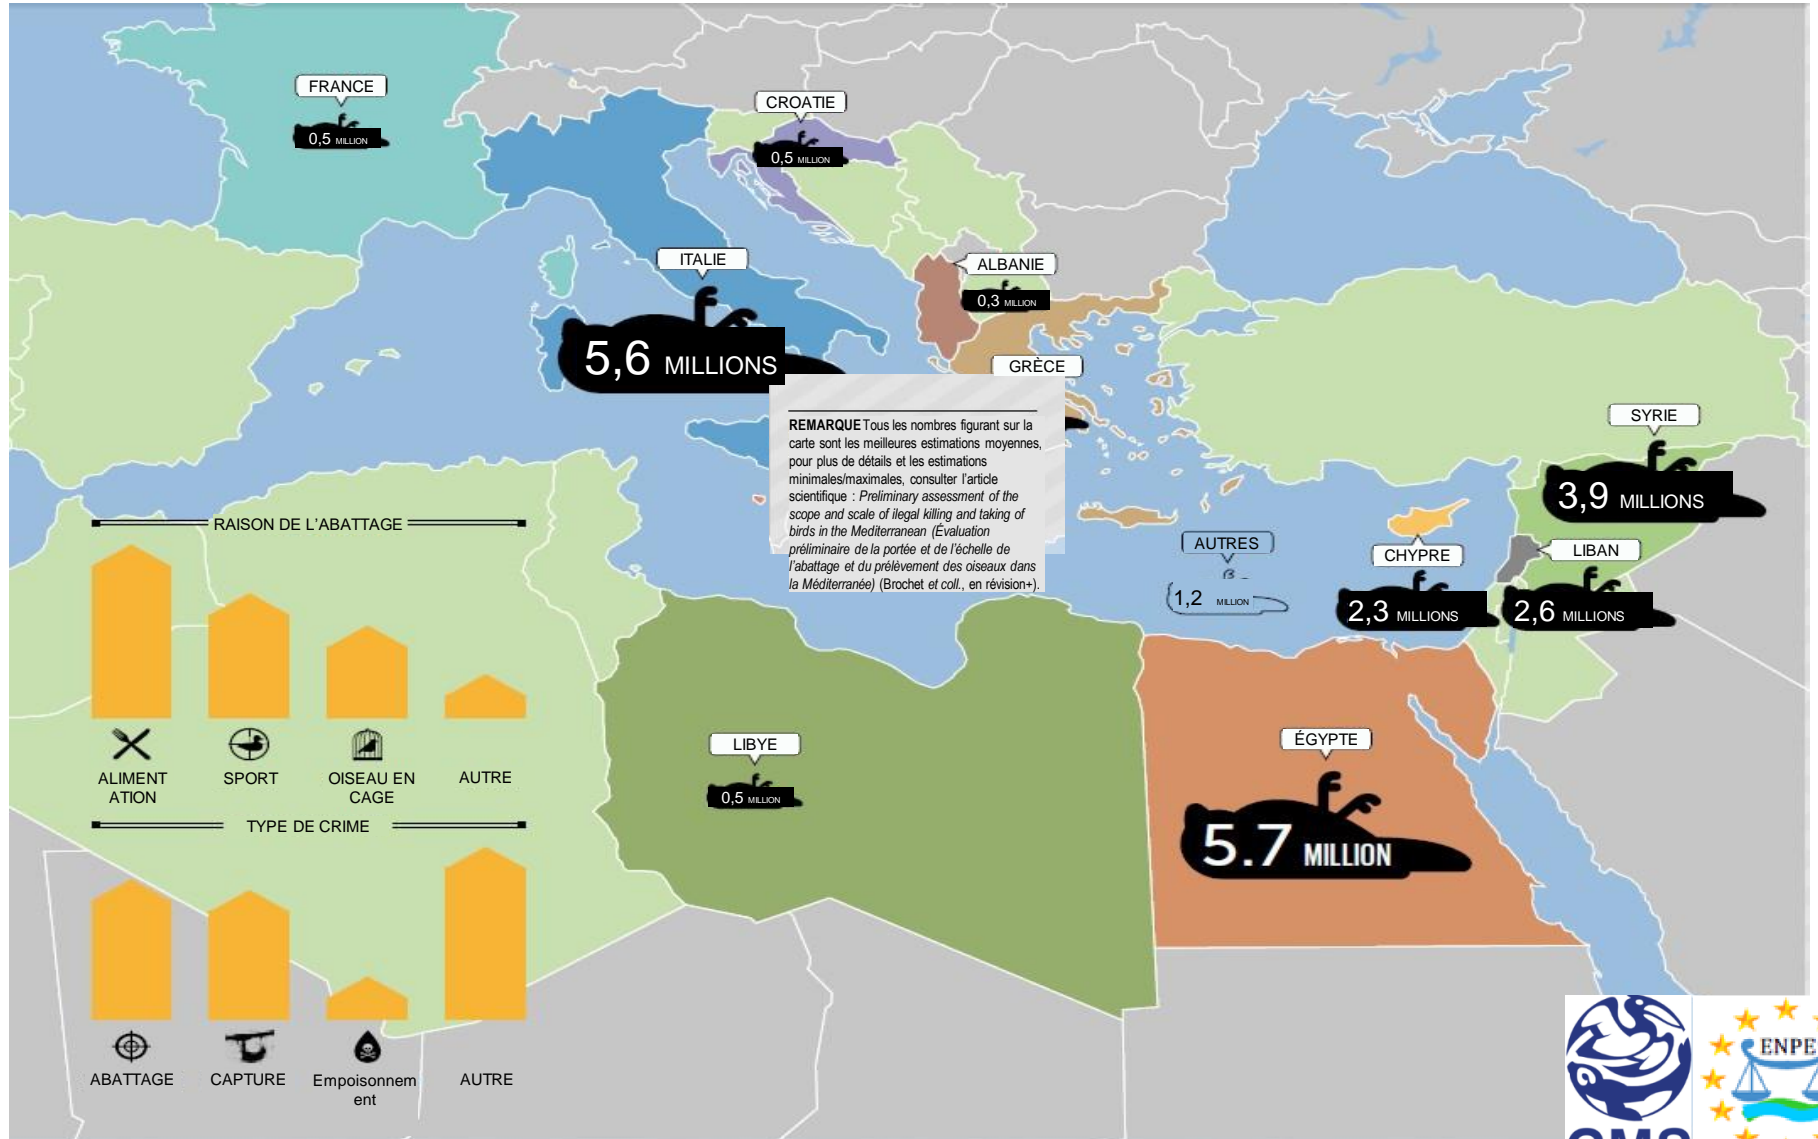 FRANCE
0,5 MILLION
CROATIE
0,5 MILLION
ITALIE
5,6 MILLIONS
ALBANIE
0,3 MILLION
GRÈCE
REMARQUE Tous les nombres figurant sur la
carte sont les meilleures estimations moyennes,
pour plus de détails et les estimations
minimales/maximales, consulter l'article
scientifique : Preliminary assessment of the
scope and scale of ilegal killing and taking of
birds in the Mediterranean (Évaluation
préliminaire de la portée et de l'échelle de
l'abattage et du prélèvement des oiseaux dans
la Méditerranée) (Brochet et coll., en révision+).
SYRIE
3,9 MILLIONS
AUTRES
1,2 MILLION
CHYPRE
2,3 MILLIONS
LIBAN
2,6 MILLIONS
LIBYE
0,5 MILLION
ÉGYPTE
5.7 MILLION
RAISON DE L'ABATTAGE
ALIMENT
ATION
SPORT
OISEAU EN
CAGE
AUTRE
TYPE DE CRIME
ABATTAGE
CAPTURE
Empoisonnem
ent
AUTRE
CMS
ENPE